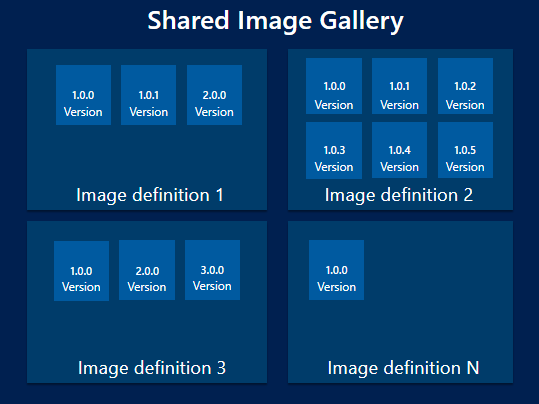 Shared Image Gallery
1.0.0
Version
1.0.1
Version
2.0.0
Version
Image definition 1
1.0.0
Version
1.0.1
Version
1.0.2
Version
1.0.3
Version
1.0.4
Version
1.0.5
Version
Image definition 2
1.0.0
Version
2.0.0
Version
3.0.0
Version
Image definition 3
1.0.0
Version
Image definition N